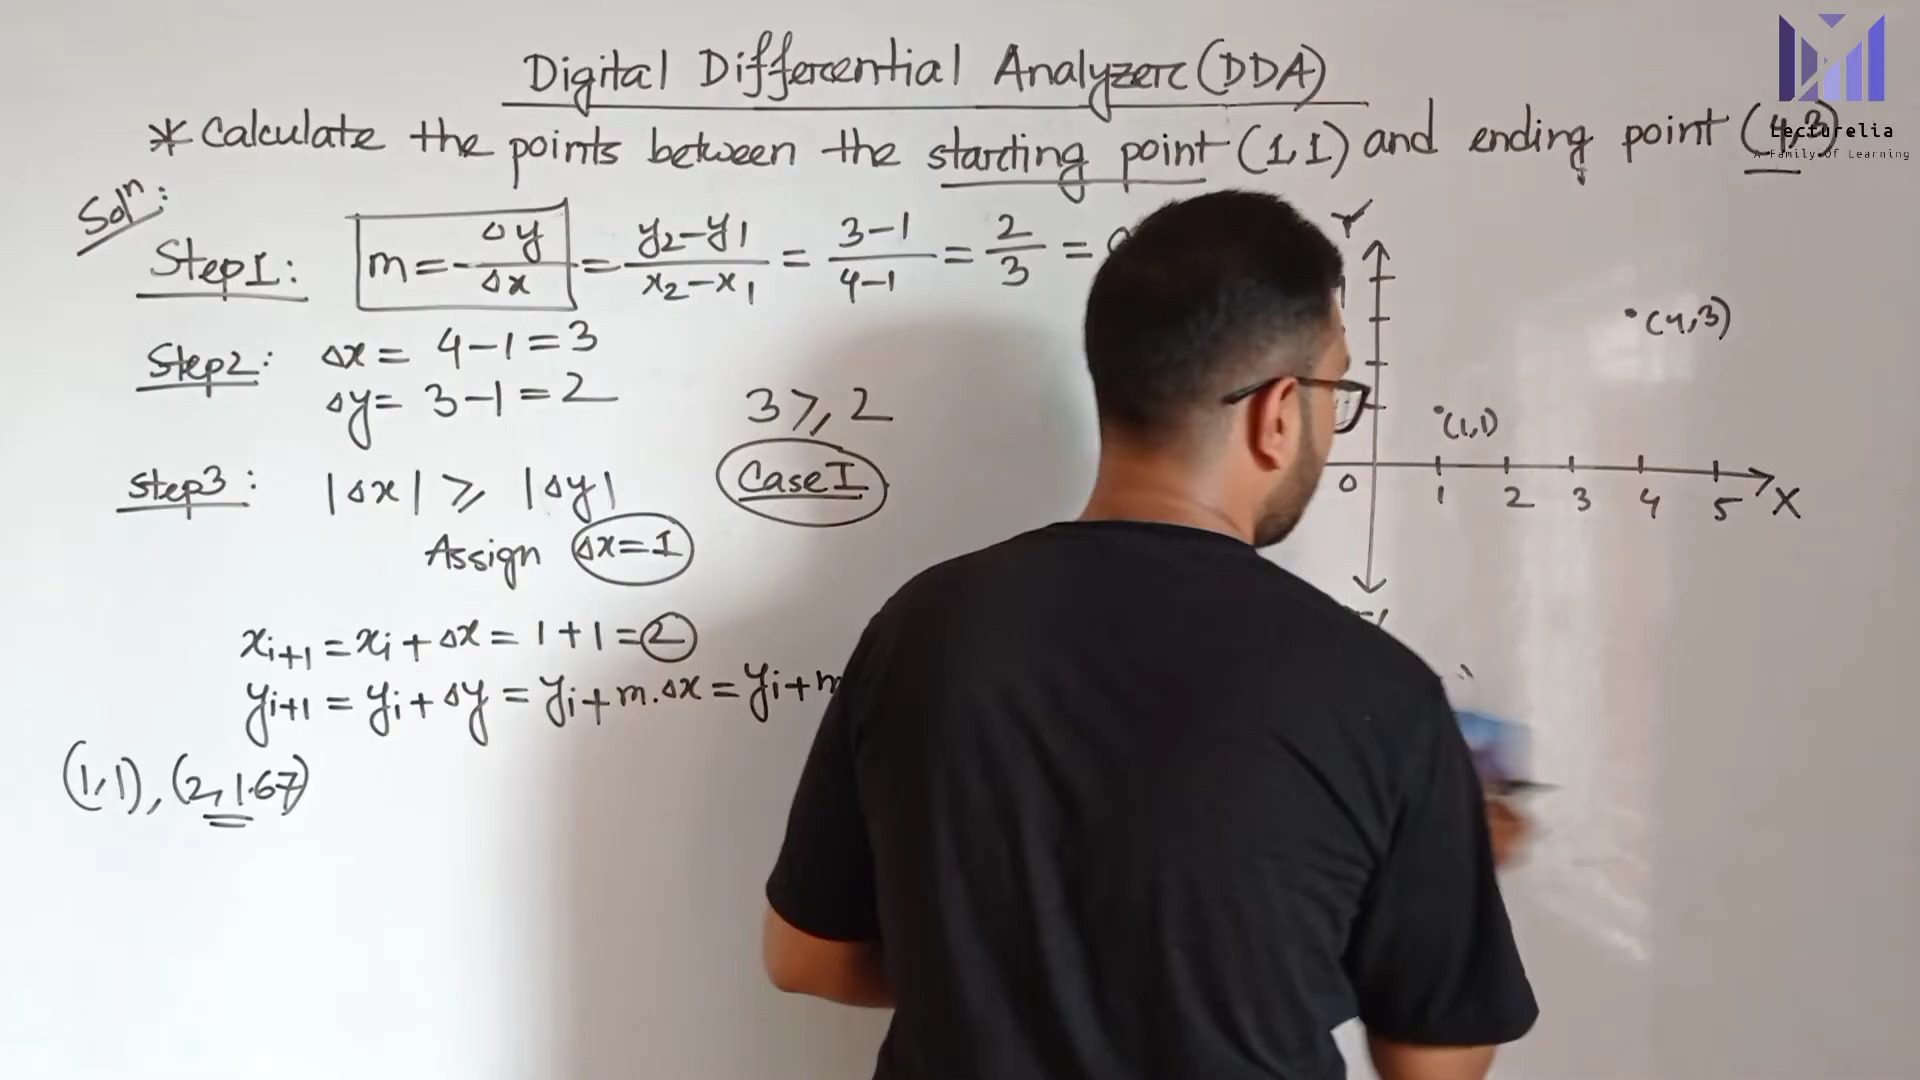 Digital Differential Analyzer (DDA)
* Calculate the points between the starting point (1,1) and ending point (4,3)
Lecturelia
A Family Of Learning
Solⁿ:
Step1: m = Δy/Δx = y₂-y₁/x₂-x₁ = 3-1/4-1 = 2/3 =
Step2: Δx = 4-1 = 3
Δy = 3-1 = 2
3 ⩾ 2
Step3: |Δx| ⩾ |Δy|
Case I
Assign Δx=1
xᵢ₊₁ = xᵢ + Δx = 1+1 = 2
yᵢ₊₁ = yᵢ + Δy = yᵢ + m.Δx = yᵢ + m
(1,1), (2,1.67)
Y
(4,3)
(1,1)
0 1 2 3 4 5 X